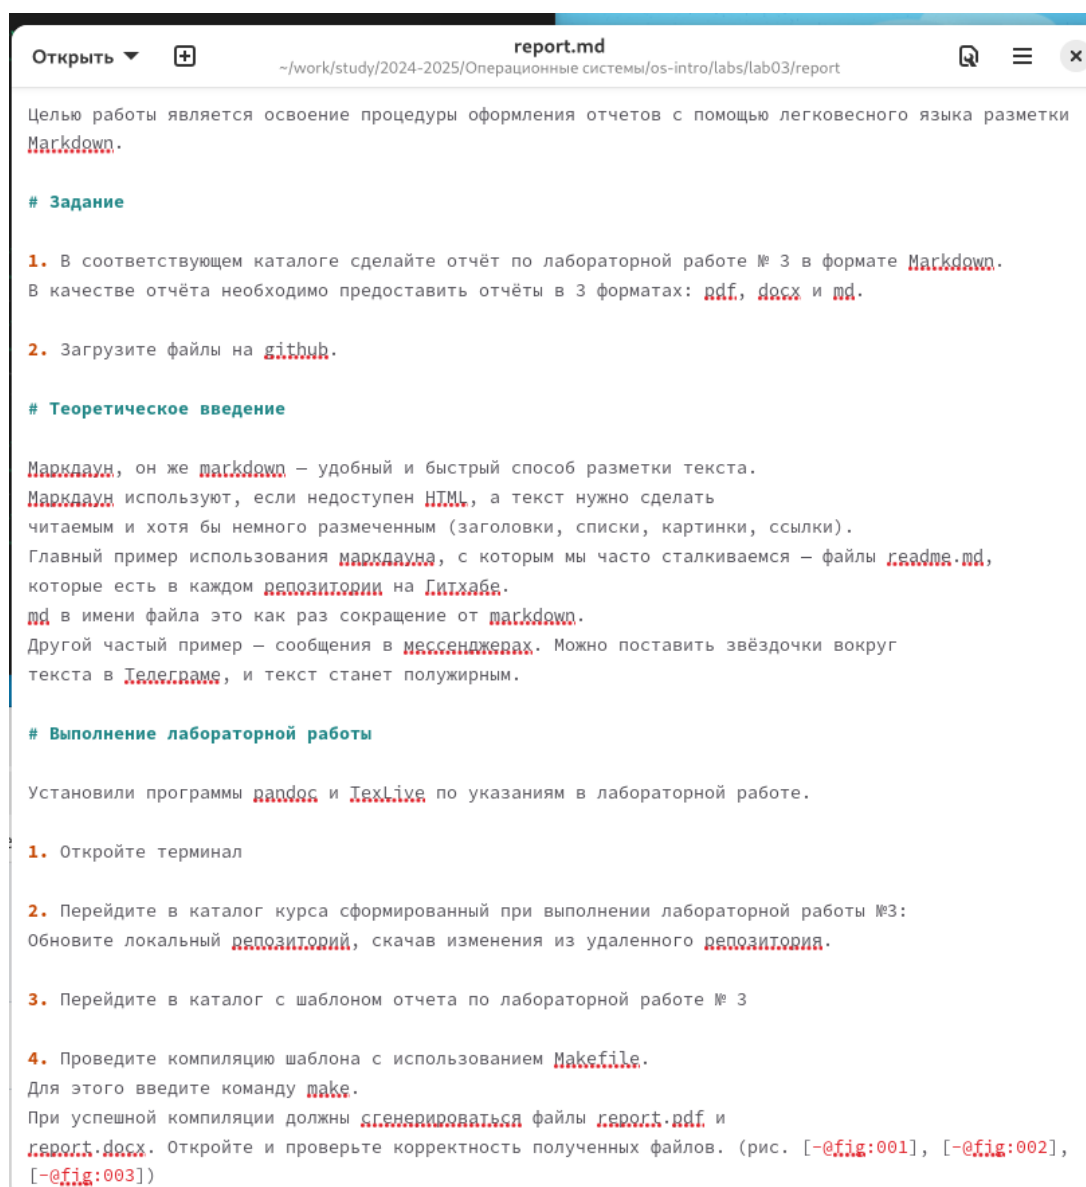 Открыть
report.md
~/work/study/2024-2025/Операционные системы/os-intro/labs/lab03/report
Целью работы является освоение процедуры оформления отчетов с помощью легковесного языка разметки
Markdown.
# Задание
1. В соответствующем каталоге сделайте отчёт по лабораторной работе № 3 в формате Markdown.
В качестве отчёта необходимо предоставить отчёты в 3 форматах: pdf, docx и md.
2. Загрузите файлы на github.
# Теоретическое введение
Маркдаун, он же markdown — удобный и быстрый способ разметки текста.
Маркдаун используют, если недоступен HTML, а текст нужно сделать
читаемым и хотя бы немного размеченным (заголовки, списки, картинки, ссылки).
Главный пример использования маркдауна, с которым мы часто сталкиваемся — файлы readme.md,
которые есть в каждом репозитории на Гитхабе.
md в имени файла это как раз сокращение от markdown.
Другой частый пример — сообщения в мессенджерах. Можно поставить звёздочки вокруг
текста в Телеграме, и текст станет полужирным.
# Выполнение лабораторной работы
Установили программы pandoc и TexLive по указаниям в лабораторной работе.
1. Откройте терминал
2. Перейдите в каталог курса сформированный при выполнении лабораторной работы №3:
Обновите локальный репозиторий, скачав изменения из удаленного репозитория.
3. Перейдите в каталог с шаблоном отчета по лабораторной работе № 3
4. Проведите компиляцию шаблона с использованием Makefile.
Для этого введите команду make.
При успешной компиляции должны сгенерироваться файлы report.pdf и
report.docx. Откройте и проверьте корректность полученных файлов. (рис. [-@fig:001], [-@fig:002],
[-@fig:003])